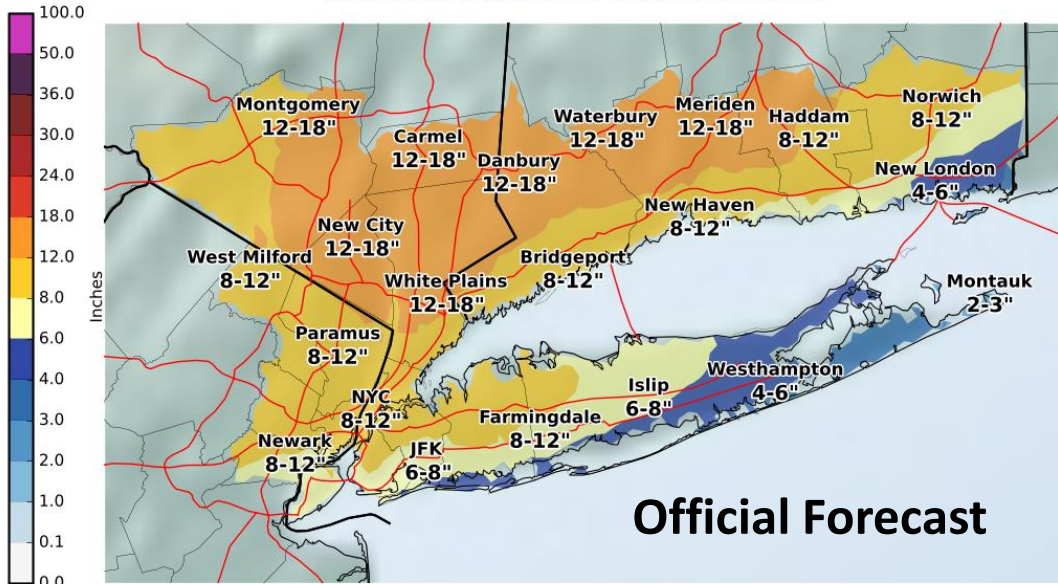 100.0
50.0
36.0
30.0
24.0
18.0
12.0
8.0
6.0
4.0
3.0
2.0
1.0
0.1
0.0
Inches
Montgomery
12-18"
Carmel
12-18"
Danbury
12-18"
Waterbury
12-18"
Meriden
12-18"
Haddam
8-12"
Norwich
8-12"
New London
4-6"
New City
12-18"
New Haven
8-12"
West Milford
8-12"
White Plains
12-18"
Bridgeport
8-12"
Montauk
2-3"
Paramus
8-12"
NYC
8-12"
Islip
6-8"
Westhampton
4-6"
Farmingdale
8-12"
Newark
8-12"
JFK
6-8"
Official Forecast